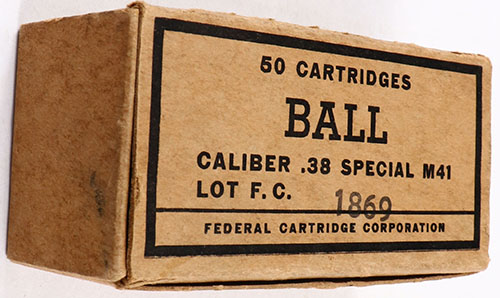 50 CARTRIDGES
BALL
CALIBER .38 SPECIAL M41
LOT F.C. 1869
FEDERAL CARTRIDGE CORPORATION